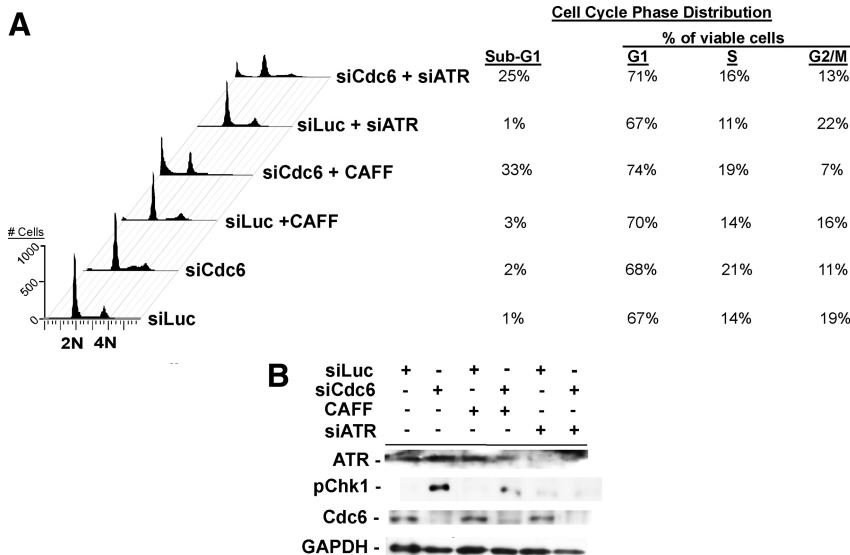 A
Cell Cycle Phase Distribution
% of viable cells
Sub-G1 G1 S G2/M
siCdc6 + siATR 25% 71% 16% 13%
siLuc + siATR 1% 67% 11% 22%
siCdc6 + CAFF 33% 74% 19% 7%
siLuc +CAFF 3% 70% 14% 16%
# Cells
1000
siCdc6 2% 68% 21% 11%
500
0
siLuc 1% 67% 14% 19%
2N 4N
B
siLuc + - + - + -
siCdc6 - + - + - +
CAFF - - + + - -
siATR - - - - + +
ATR -
pChk1 -
Cdc6 -
GAPDH -